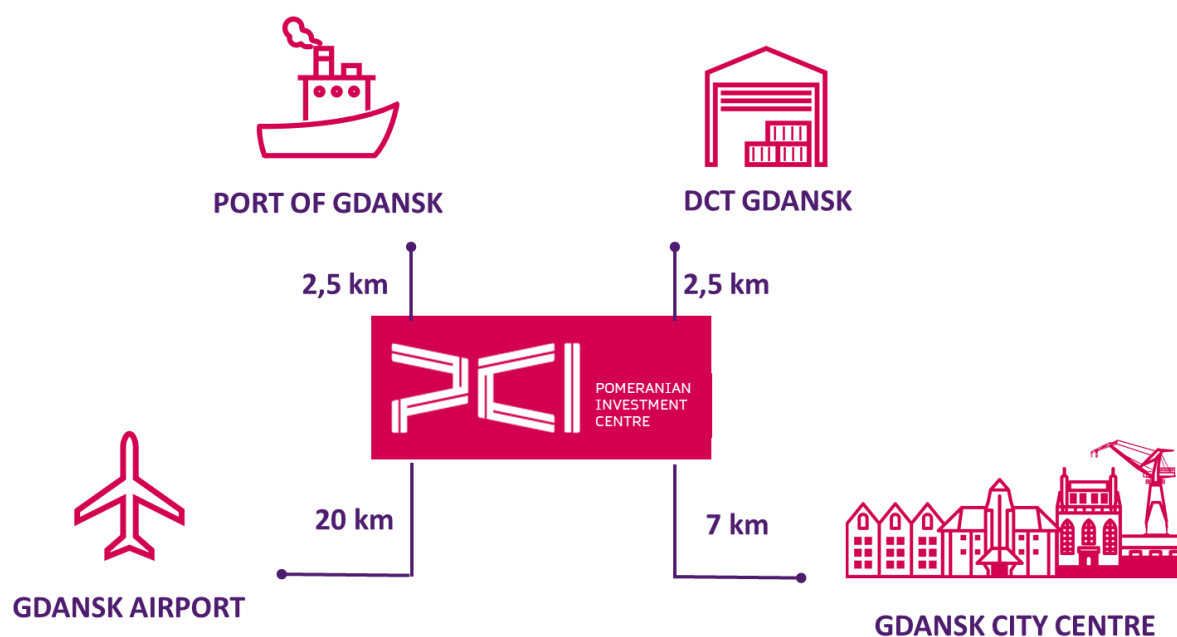 PORT OF GDANSK
DCT GDANSK
2,5 km
2,5 km
PCI
POMERANIAN
INVESTMENT
CENTRE
20 km
7 km
GDANSK AIRPORT
GDANSK CITY CENTRE